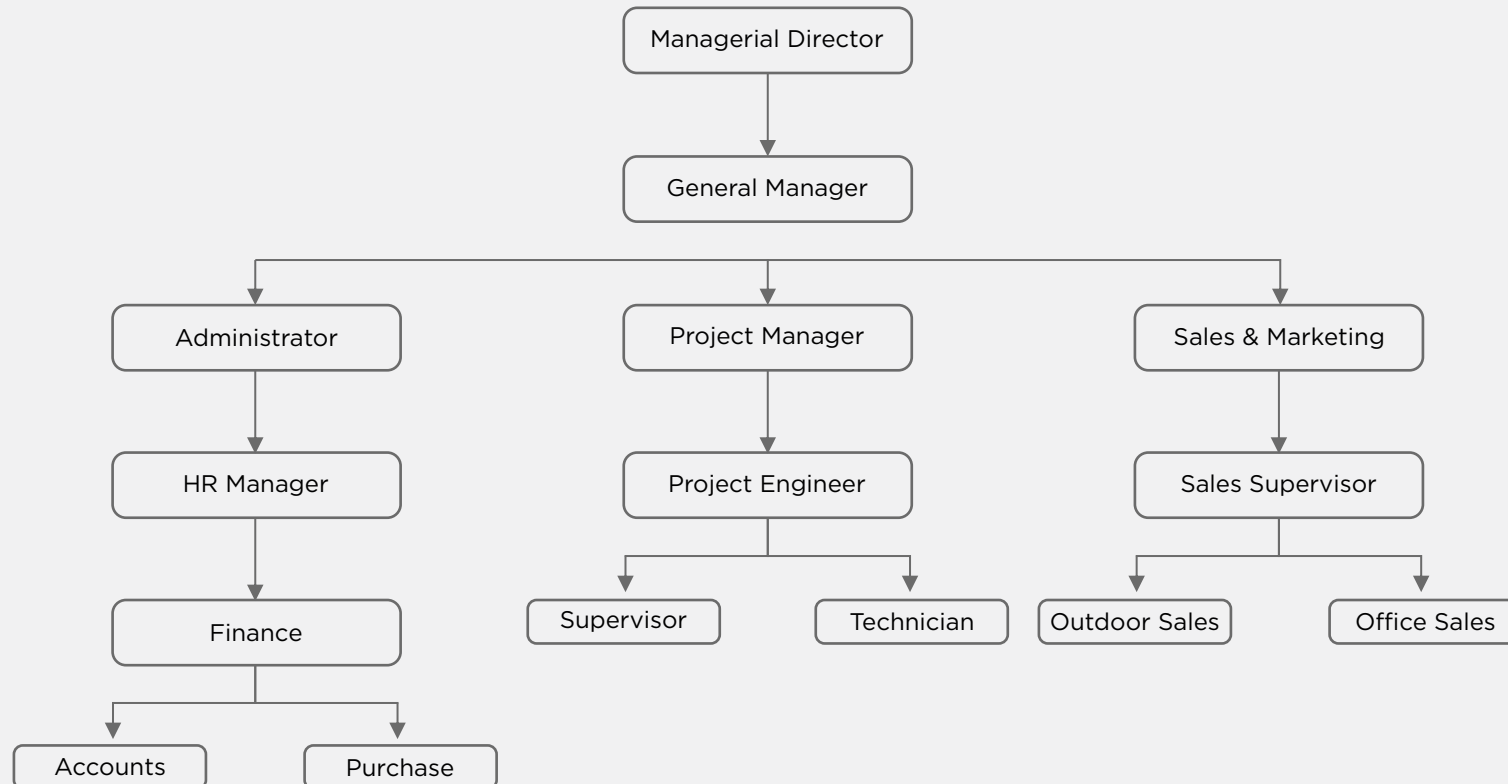 Managerial Director
General Manager
Administrator
Project Manager
Sales & Marketing
HR Manager
Project Engineer
Sales Supervisor
Finance
Supervisor
Technician
Outdoor Sales
Office Sales
Accounts
Purchase